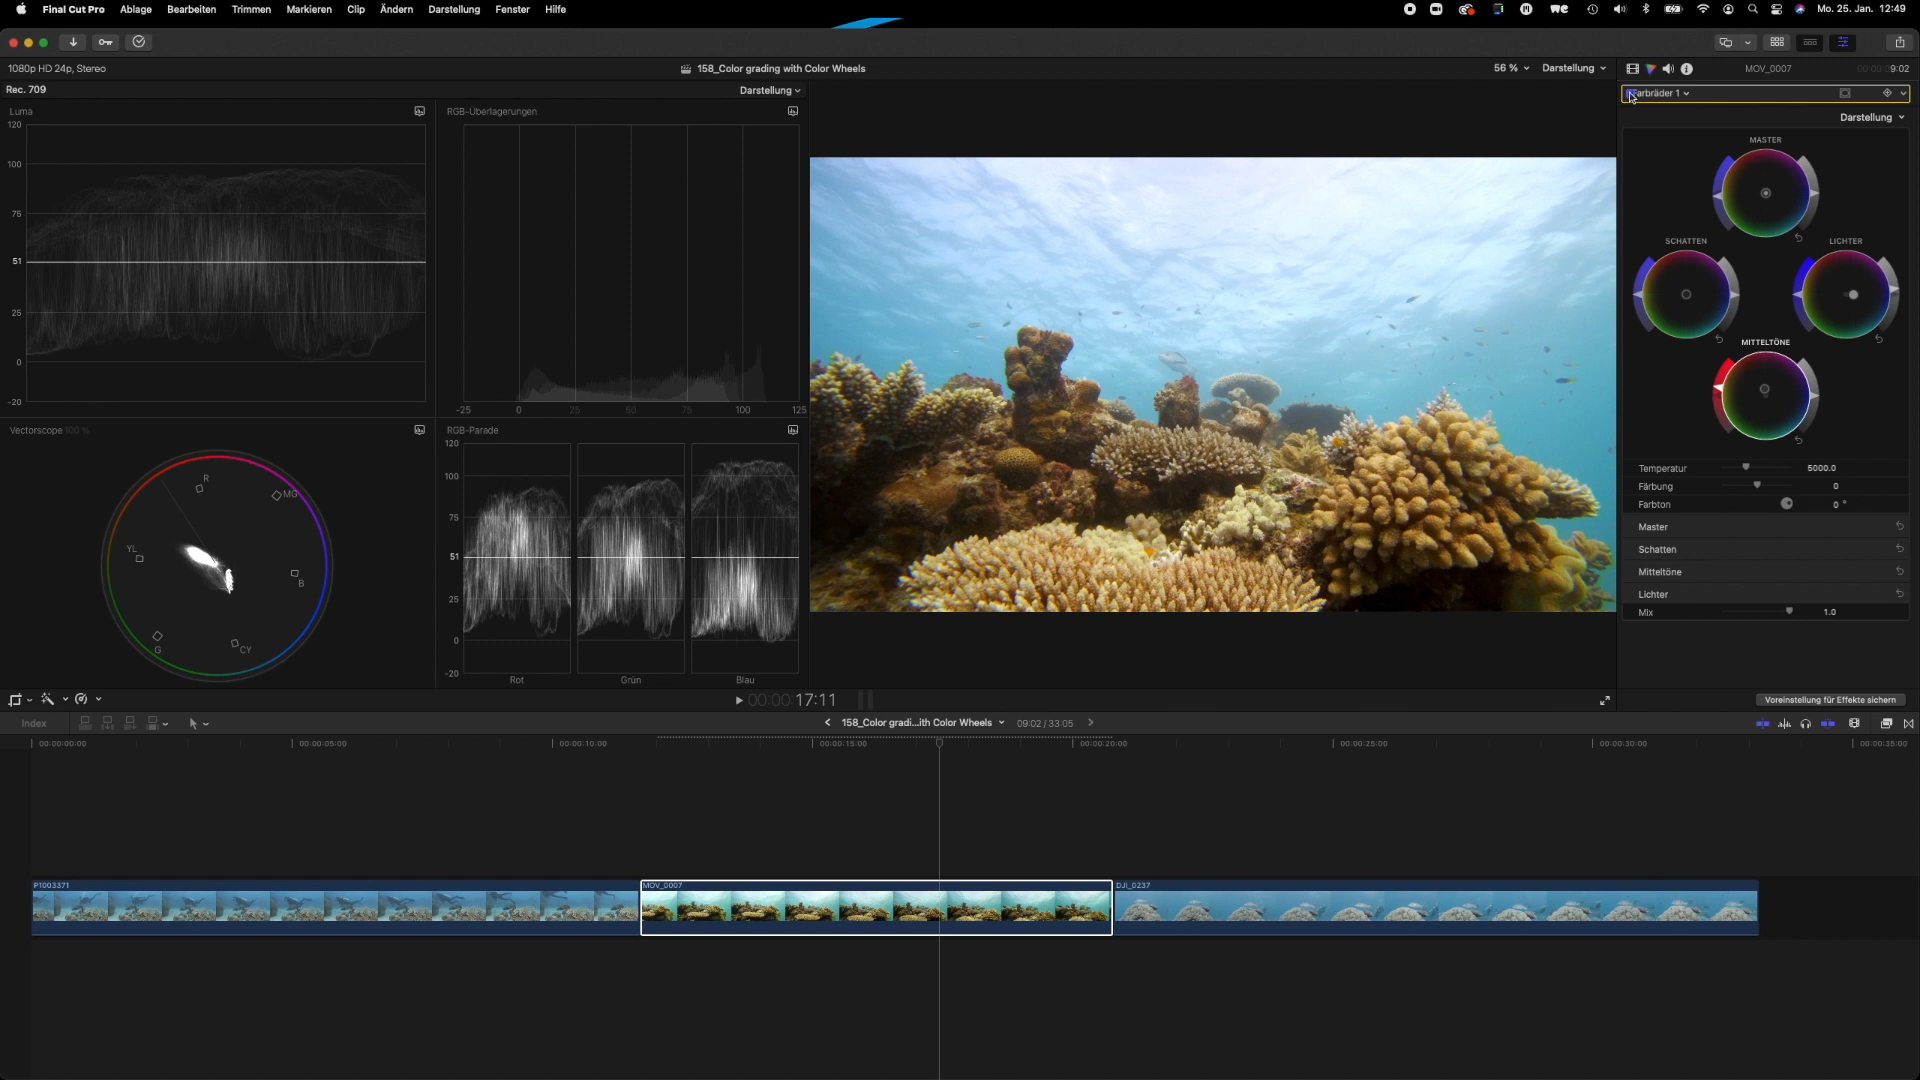 Final Cut Pro Ablage Bearbeiten Trimmen Markieren Clip Ändern Darstellung Fenster Hilfe Mo. 25. Jan. 12:49
1080p HD 24p, Stereo 158_Color grading with Color Wheels 56 % Darstellung MOV_0007 00:00:09:02
Rec. 709 Darstellung arbräder 1
Darstellung
Luma RGB-Überlagerungen
120
100
75
51
25
0
-20
-25 0 25 50 75 100 125
MASTER
SCHATTEN LICHTER
MITTELTÖNE
Vectorscope 100 % RGB-Parade
R MG B CY G YL
120
100
75
51
25
0
-20
Rot Grün Blau
Temperatur 5000.0
Färbung 0
Farbton 0 °
Master
Schatten
Mitteltöne
Lichter
Mix 1.0
00:00:00:17:11 Voreinstellung für Effekte sichern
Index 158_Color gradi...ith Color Wheels 09:02 / 33:05
00:00:00:00 00:00:05:00 00:00:10:00 00:00:15:00 00:00:20:00 00:00:25:00 00:00:30:00 00:00:35:00
P1003371 MOV_0007 DJI_0237